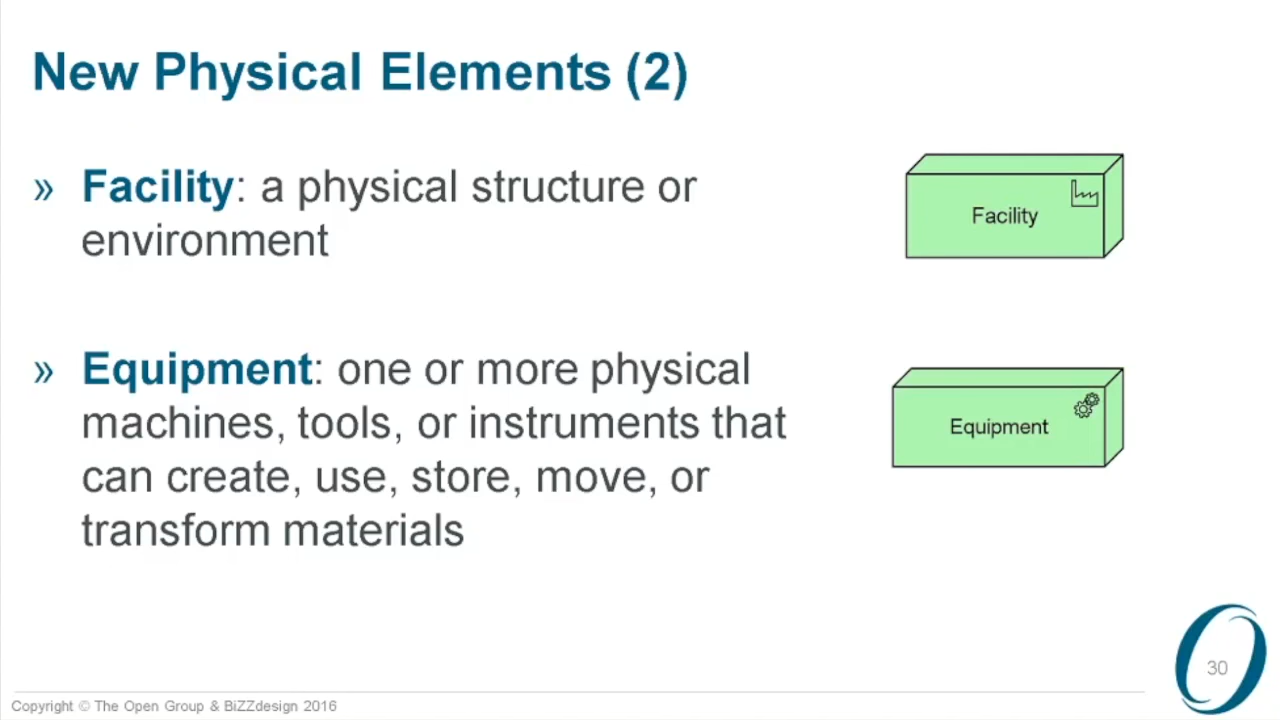 New Physical Elements (2)
» Facility: a physical structure or
environment
Facility
» Equipment: one or more physical
machines, tools, or instruments that
can create, use, store, move, or
transform materials
Equipment
30
Copyright © The Open Group & BiZZdesign 2016